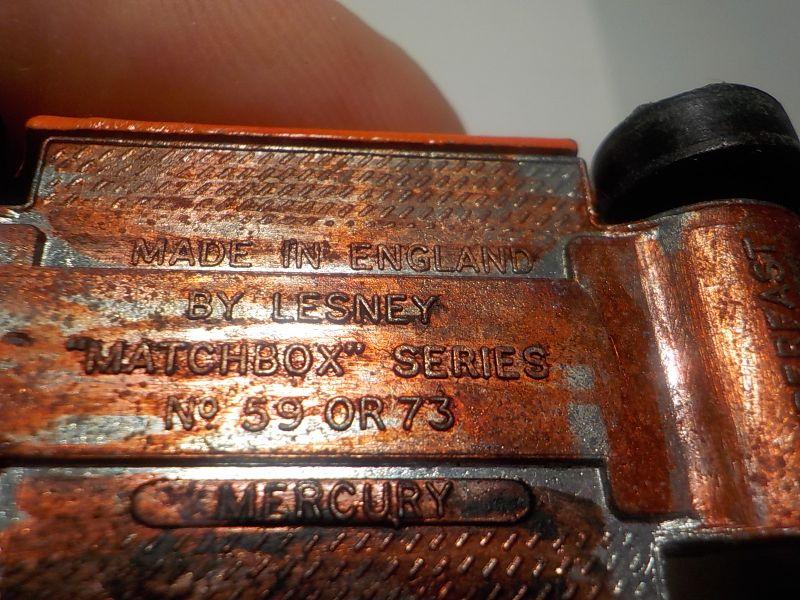 MADE IN ENGLAND
BY LESNEY
"MATCHBOX" SERIES
Nº 59 OR 73
MERCURY